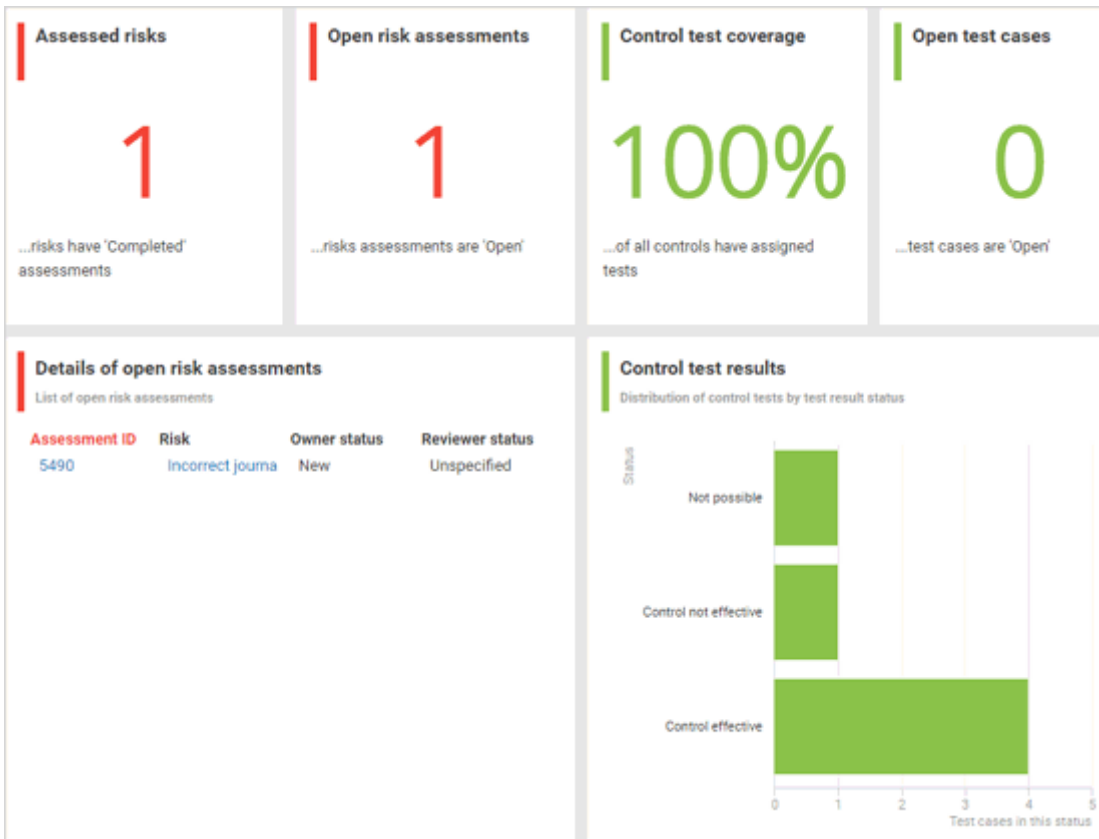 Assessed risks
1
...risks have 'Completed'
assessments
Open risk assessments
1
...risks assessments are 'Open'
Control test coverage
100%
...of all controls have assigned
tests
Open test cases
0
...test cases are 'Open'
Details of open risk assessments
List of open risk assessments
Assessment ID Risk Owner status Reviewer status
5490 Incorrect journa New Unspecified
Control test results
Distribution of control tests by test result status
Status
Not possible
Control not effective
Control effective
0 1 2 3 4 5
Test cases in this status